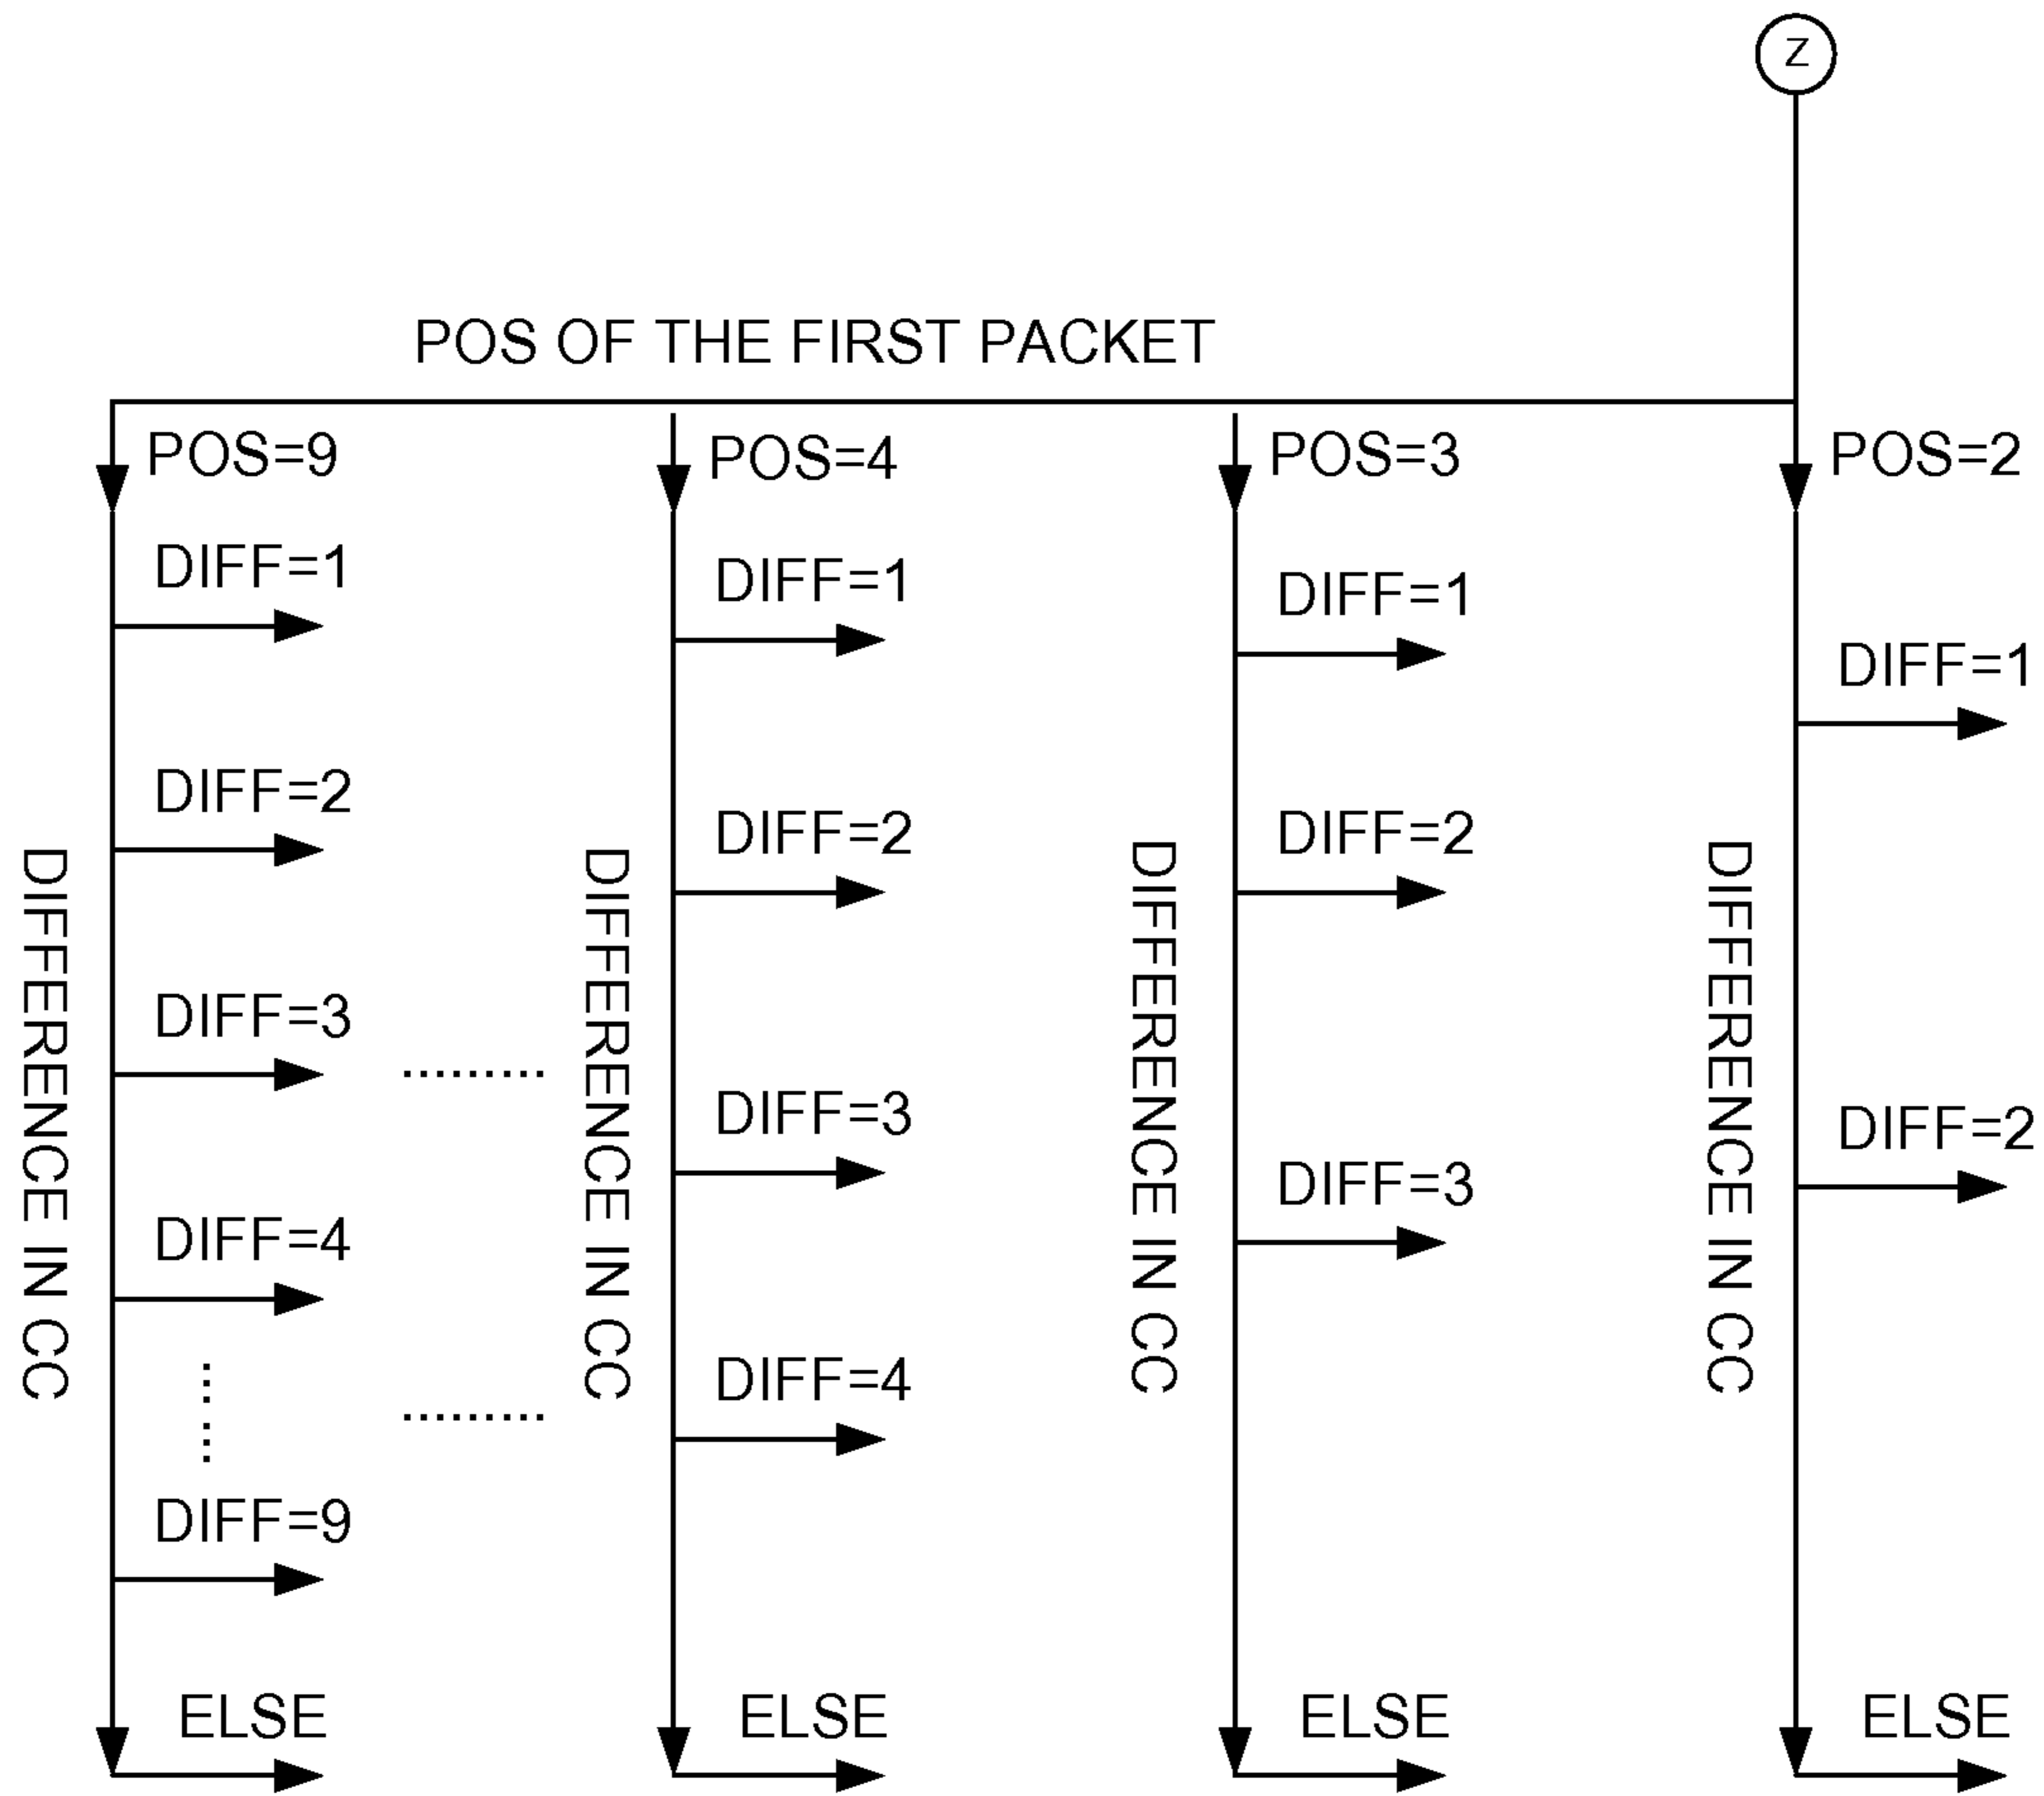 Z
POS OF THE FIRST PACKET
POS=9
DIFF=1
DIFF=2
DIFF=3
DIFF=4
DIFF=9
ELSE
DIFFERENCE IN CC
POS=4
DIFF=1
DIFF=2
DIFF=3
DIFF=4
ELSE
DIFFERENCE IN CC
POS=3
DIFF=1
DIFF=2
DIFF=3
ELSE
DIFFERENCE IN CC
POS=2
DIFF=1
DIFF=2
ELSE
DIFFERENCE IN CC